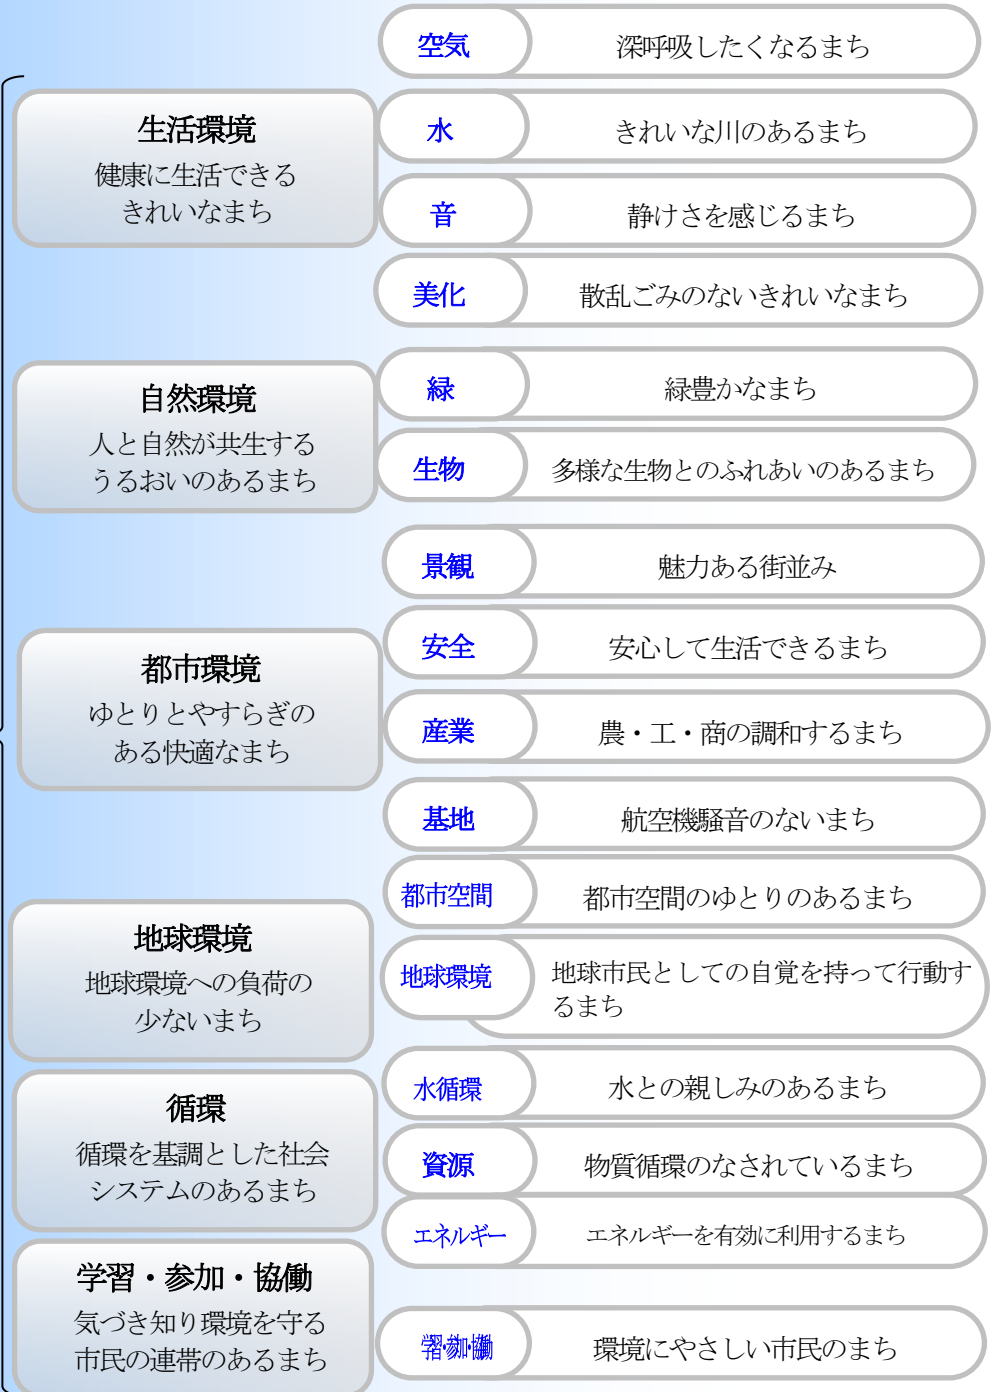 空気
深呼吸したくなるまち
生活環境
健康に生活できる
きれいなまち
水
きれいな川のあるまち
音
静けさを感じるまち
美化
散乱ごみのないきれいなまち
自然環境
人と自然が共生する
うるおいのあるまち
緑
緑豊かなまち
生物
多様な生物とのふれあいのあるまち
景観
魅力ある街並み
都市環境
ゆとりとやすらぎの
ある快適なまち
安全
安心して生活できるまち
産業
農・工・商の調和するまち
基地
航空機騒音のないまち
都市空間
都市空間のゆとりのあるまち
地球環境
地球環境への負荷の
少ないまち
地球環境
地球市民としての自覚を持って行動す
るまち
循環
循環を基調とした社会
システムのあるまち
水循環
水との親しみのあるまち
資源
物質循環のなされているまち
エネルギー
エネルギーを有効に利用するまち
学習・参加・協働
気づき知り環境を守る
市民の連帯のあるまち
学習・参加・協働
環境にやさしい市民のまち